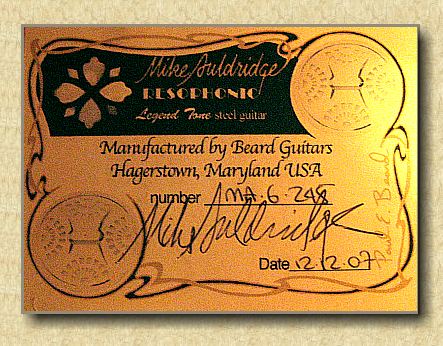 Mike Auldridge
RESOPHONIC
Legend Tone steel guitar
Manufactured by Beard Guitars
Hagerstown, Maryland USA
number MA·6·248
Mike Auldridge
Date 12.12.07
Paul E. Beard